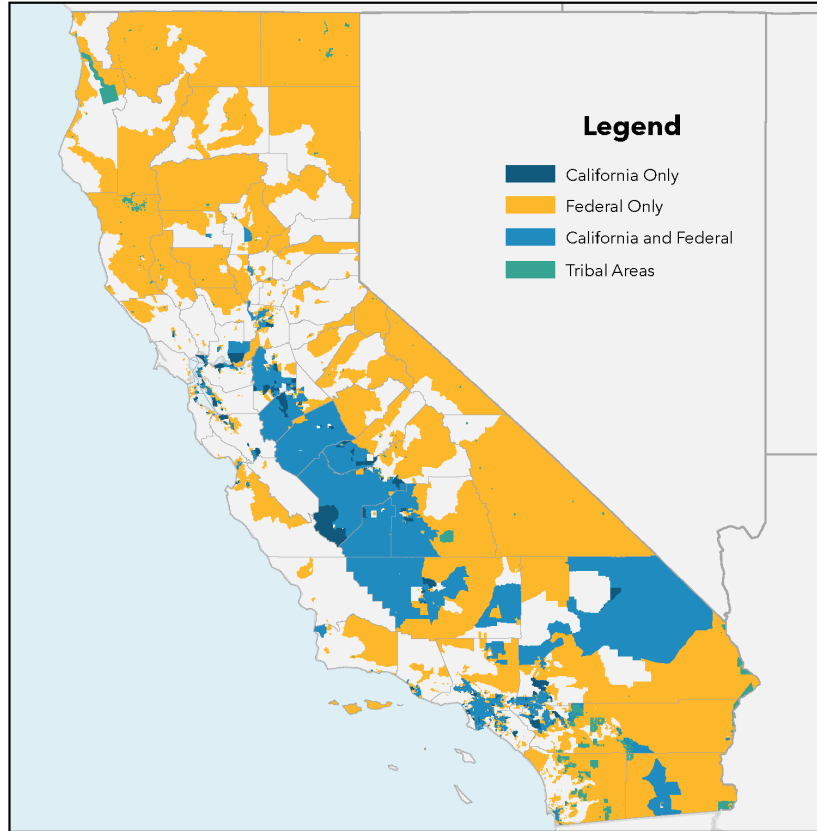 Legend
California Only
Federal Only
California and Federal
Tribal Areas